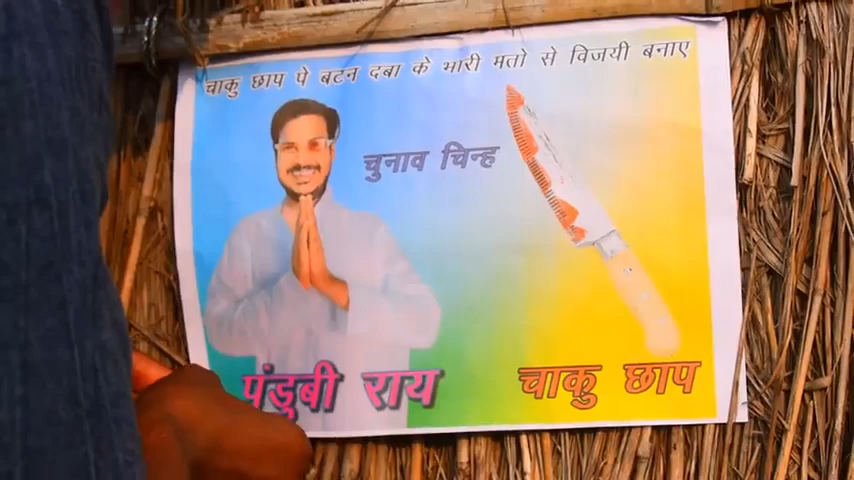 चाकु छाप पे बटन दबा के भारी मतो से विजयी बनाए
चुनाव चिन्ह
पंडुबी राय
चाकु छाप